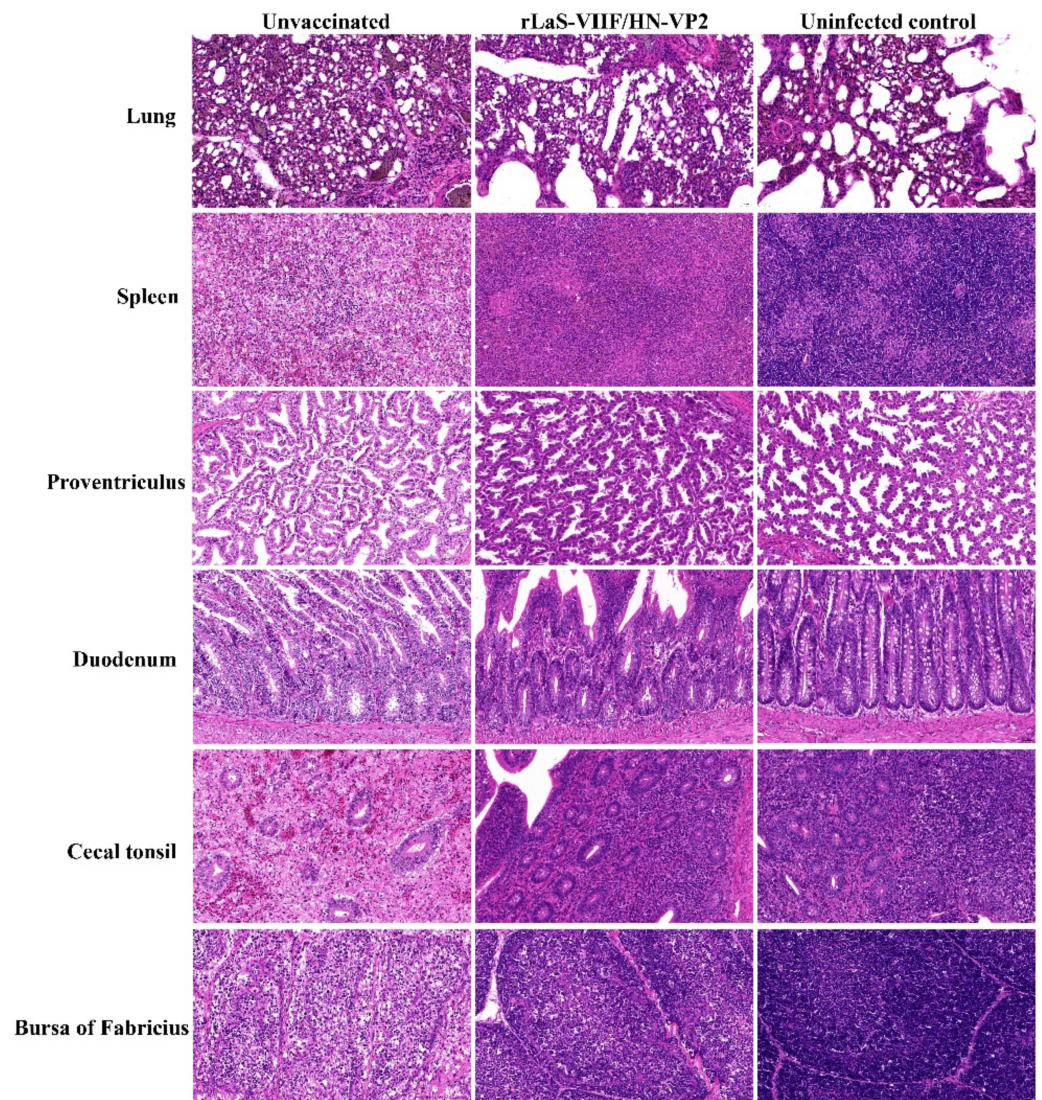 Unvaccinated rLaS-VIIF/HN-VP2 Uninfected control
Lung
Spleen
Proventriculus
Duodenum
Cecal tonsil
Bursa of Fabricius